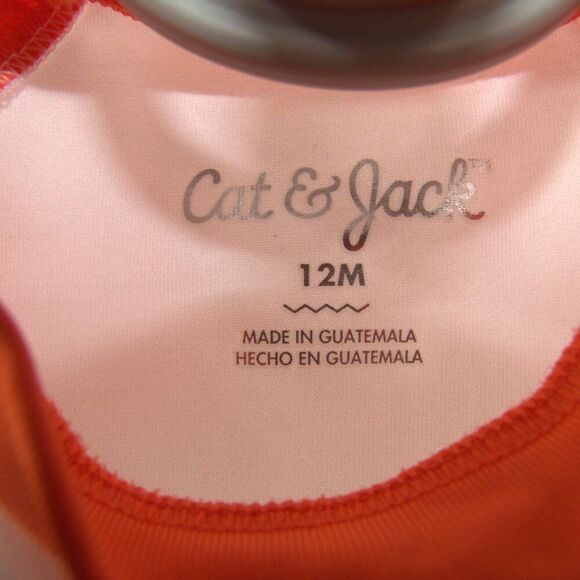 Cat & Jack™
12M
MADE IN GUATEMALA
HECHO EN GUATEMALA